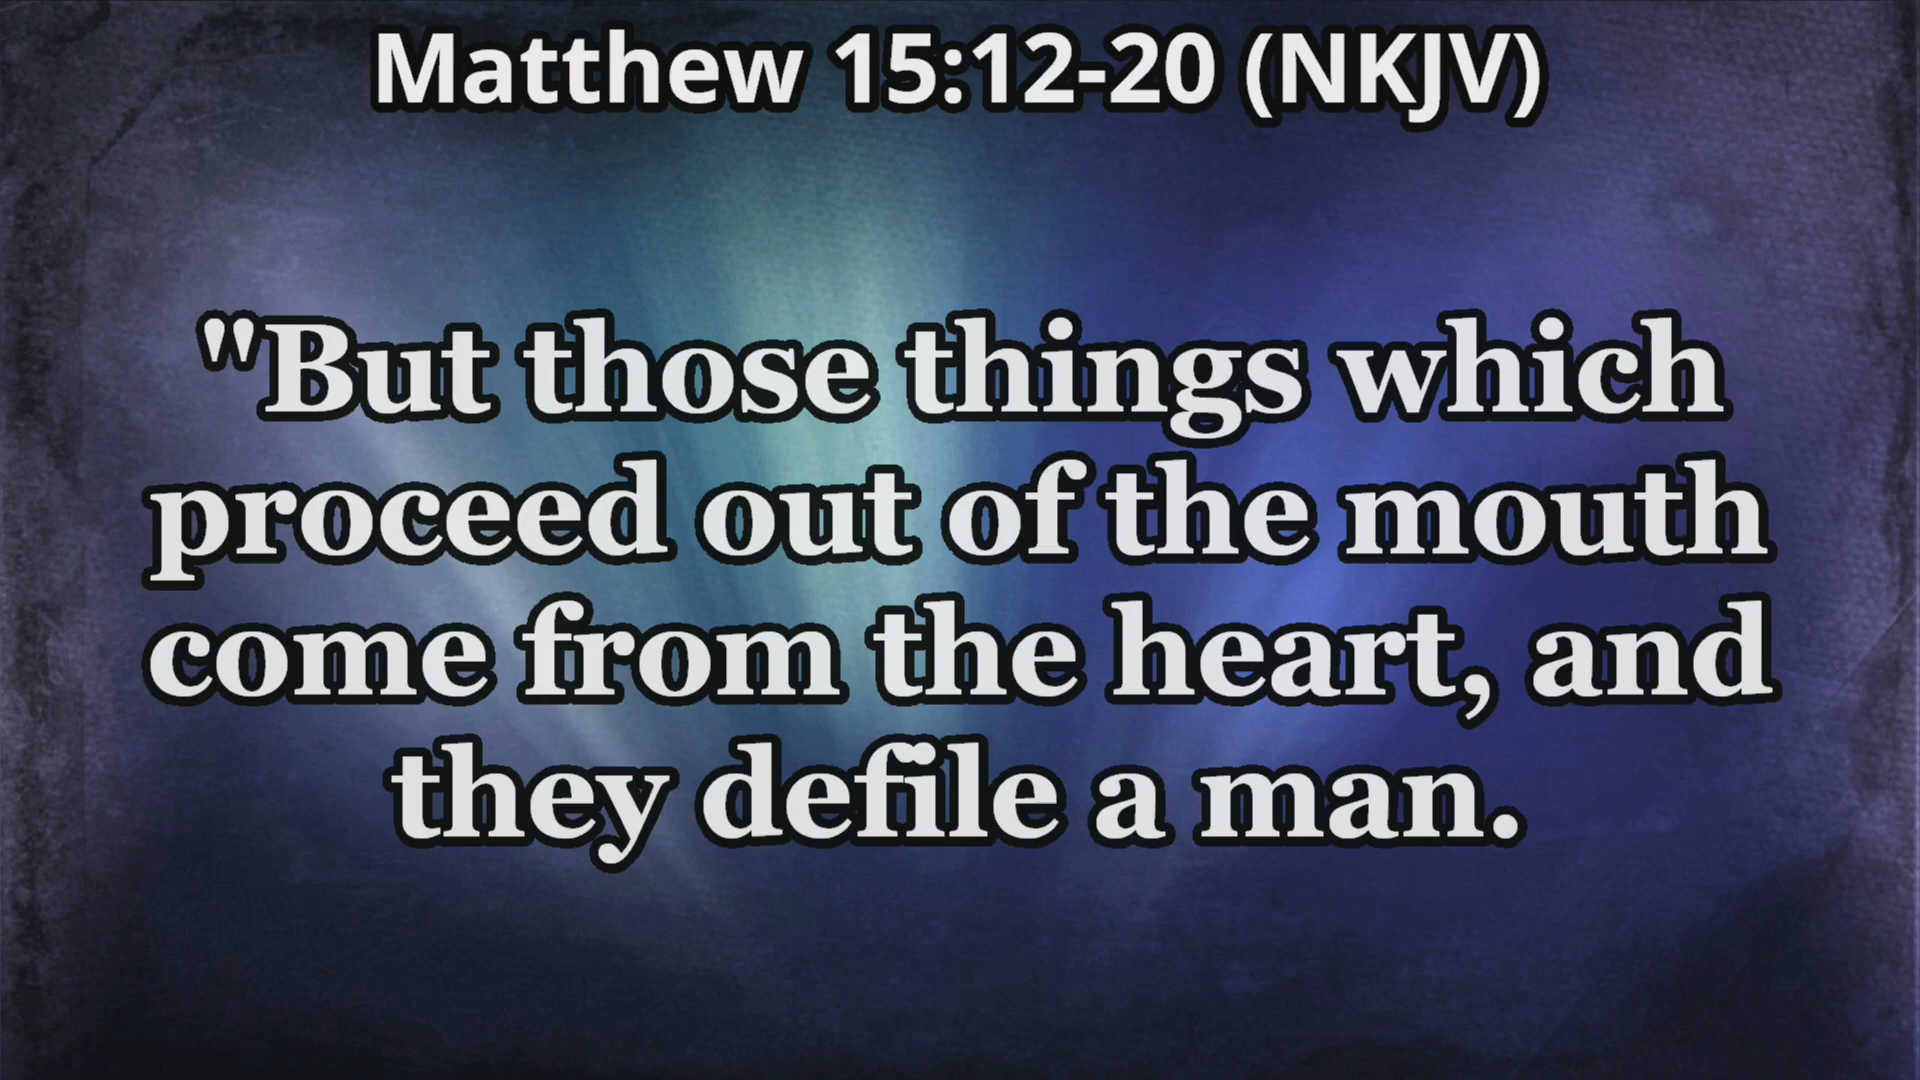 Matthew 15:12-20 (NKJV)
"But those things which
proceed out of the mouth
come from the heart, and
they defile a man.